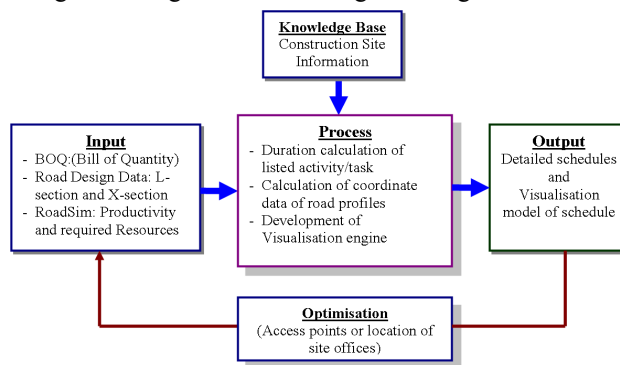 Knowledge Base
Construction Site
Information
Input
- BOQ:(Bill of Quantity)
- Road Design Data: L-
section and X-section
- RoadSim: Productivity
and required Resources
Process
- Duration calculation of
listed activity/task
- Calculation of coordinate
data of road profiles
- Development of
Visualisation engine
Output
Detailed schedules
and
Visualisation
model of schedule
Optimisation
(Access points or location of
site offices)